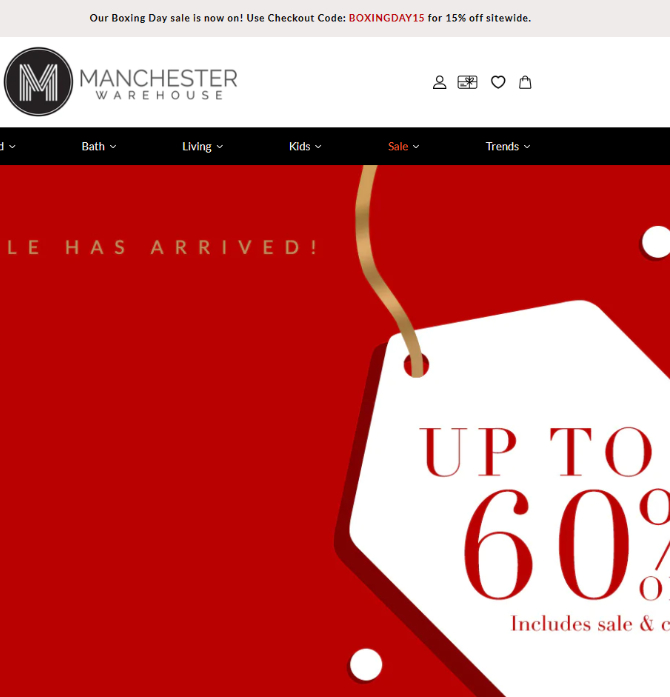 Our Boxing Day sale is now on! Use Checkout Code: BOXINGDAY15 for 15% off sitewide.
MANCHESTER
WAREHOUSE
Bath Living Kids Sale Trends
LE HAS ARRIVED!
UP TO
60%
Includes sale & c